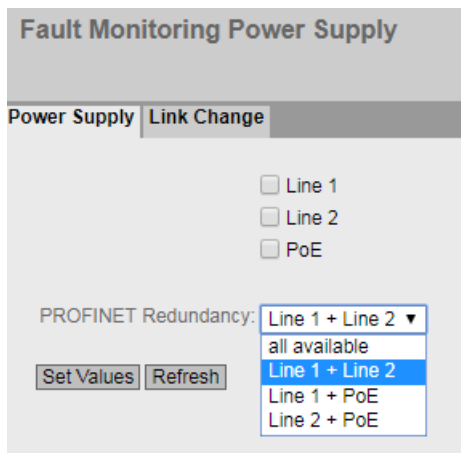 Fault Monitoring Power Supply
Power Supply Link Change
Line 1
Line 2
PoE
PROFINET Redundancy: Line 1 + Line 2
all available
Line 1 + Line 2
Line 1 + PoE
Line 2 + PoE
Set Values Refresh